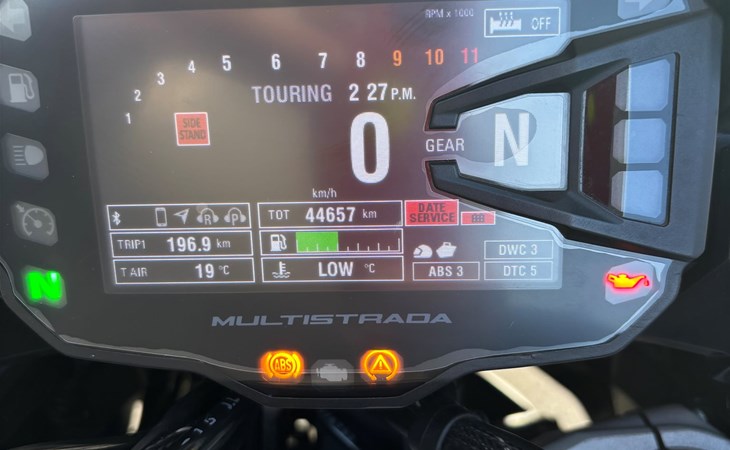 RPM x 1000
OFF
1 2 3 4 5 6 7 8 9 10 11
TOURING 2 27 P.M.
SIDE STAND
0
km/h
GEAR N
R P
TOT 44657 km
DATE SERVICE
TRIP1 196.9 km
DWC 3
T AIR 19 °C
LOW °C
ABS 3
DTC 5
N
MULTISTRADA
ABS